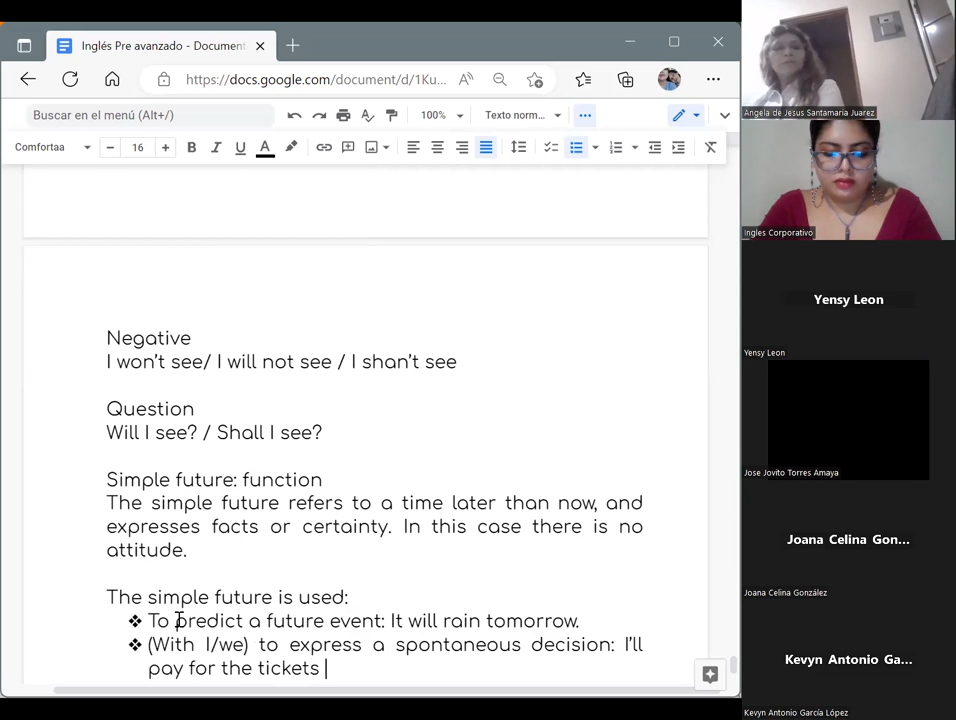 Inglés Pre avanzado - Document
https://docs.google.com/document/d/1Ku...
Buscar en el menú (Alt+/)
100%
Texto norm...
Comfortaa
16
B I U A
Negative
I won't see/ I will not see / I shan't see
Question
Will I see? / Shall I see?
Simple future: function
The simple future refers to a time later than now, and
expresses facts or certainty. In this case there is no
attitude.
The simple future is used:
❖ To predict a future event: It will rain tomorrow.
❖ (With I/we) to express a spontaneous decision: I'll
pay for the tickets
Angela de Jesus Santamaria Juarez
Ingles Corporativo
Yensy Leon
Yensy Leon
Jose Jovito Torres Amaya
Joana Celina Gon...
Joana Celina González
Kevyn Antonio Ga...
Kevyn Antonio García López